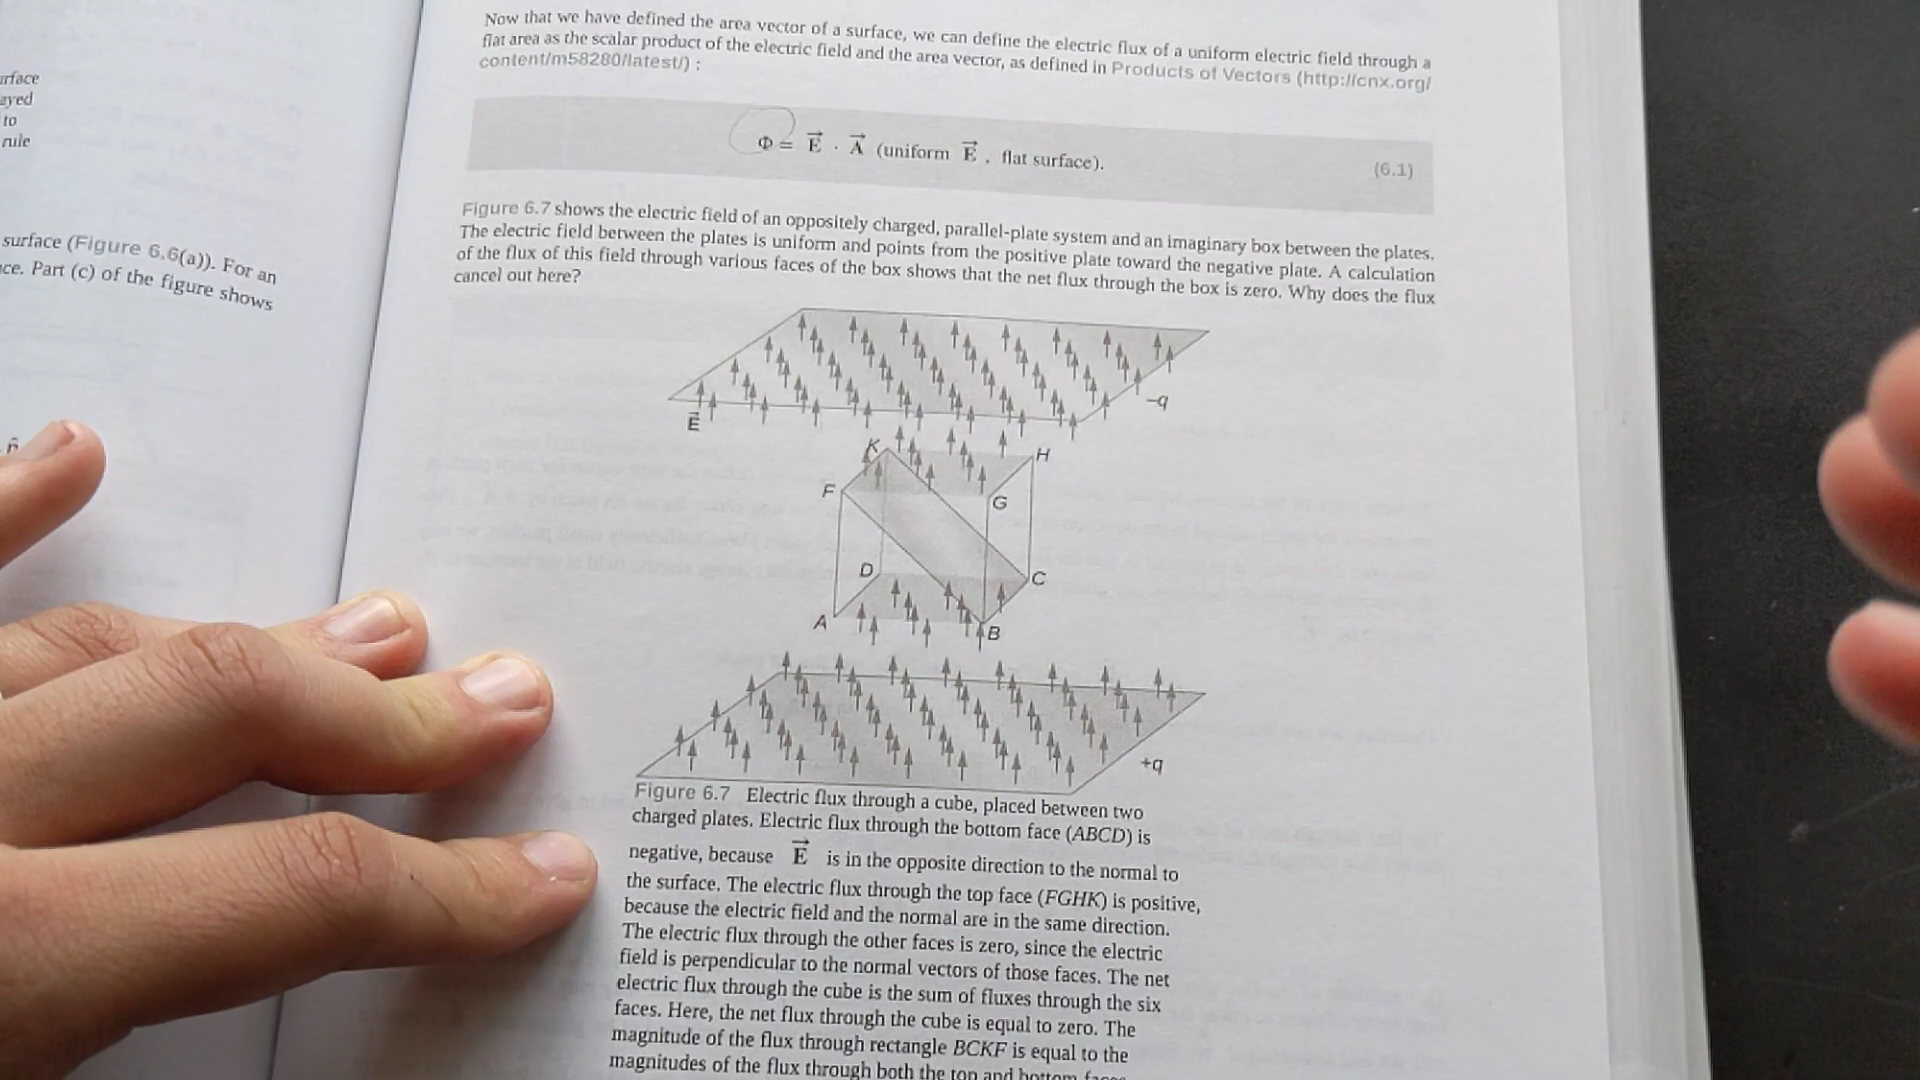 urface
ayed
to
rule
surface (Figure 6.6(a)). For an
ce. Part (c) of the figure shows
n̂
Now that we have defined the area vector of a surface, we can define the electric flux of a uniform electric field through a
flat area as the scalar product of the electric field and the area vector, as defined in Products of Vectors (http://cnx.org/
content/m58280/latest/) :
Φ = E⃗ · A⃗ (uniform E⃗ , flat surface).
(6.1)
Figure 6.7 shows the electric field of an oppositely charged, parallel-plate system and an imaginary box between the plates.
The electric field between the plates is uniform and points from the positive plate toward the negative plate. A calculation
of the flux of this field through various faces of the box shows that the net flux through the box is zero. Why does the flux
cancel out here?
−q
E⃗
K
H
F
G
D
C
A
B
+q
Figure 6.7 Electric flux through a cube, placed between two
charged plates. Electric flux through the bottom face (ABCD) is
negative, because E⃗ is in the opposite direction to the normal to
the surface. The electric flux through the top face (FGHK) is positive,
because the electric field and the normal are in the same direction.
The electric flux through the other faces is zero, since the electric
field is perpendicular to the normal vectors of those faces. The net
electric flux through the cube is the sum of fluxes through the six
faces. Here, the net flux through the cube is equal to zero. The
magnitude of the flux through rectangle BCKF is equal to the
magnitudes of the flux through both the top and bottom faces